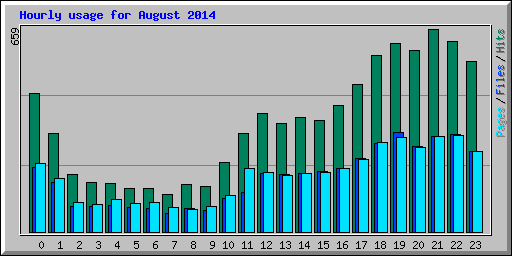 Hourly usage for August 2014
659
Pages / Files / Hits
0 1 2 3 4 5 6 7 8 9 10 11 12 13 14 15 16 17 18 19 20 21 22 23